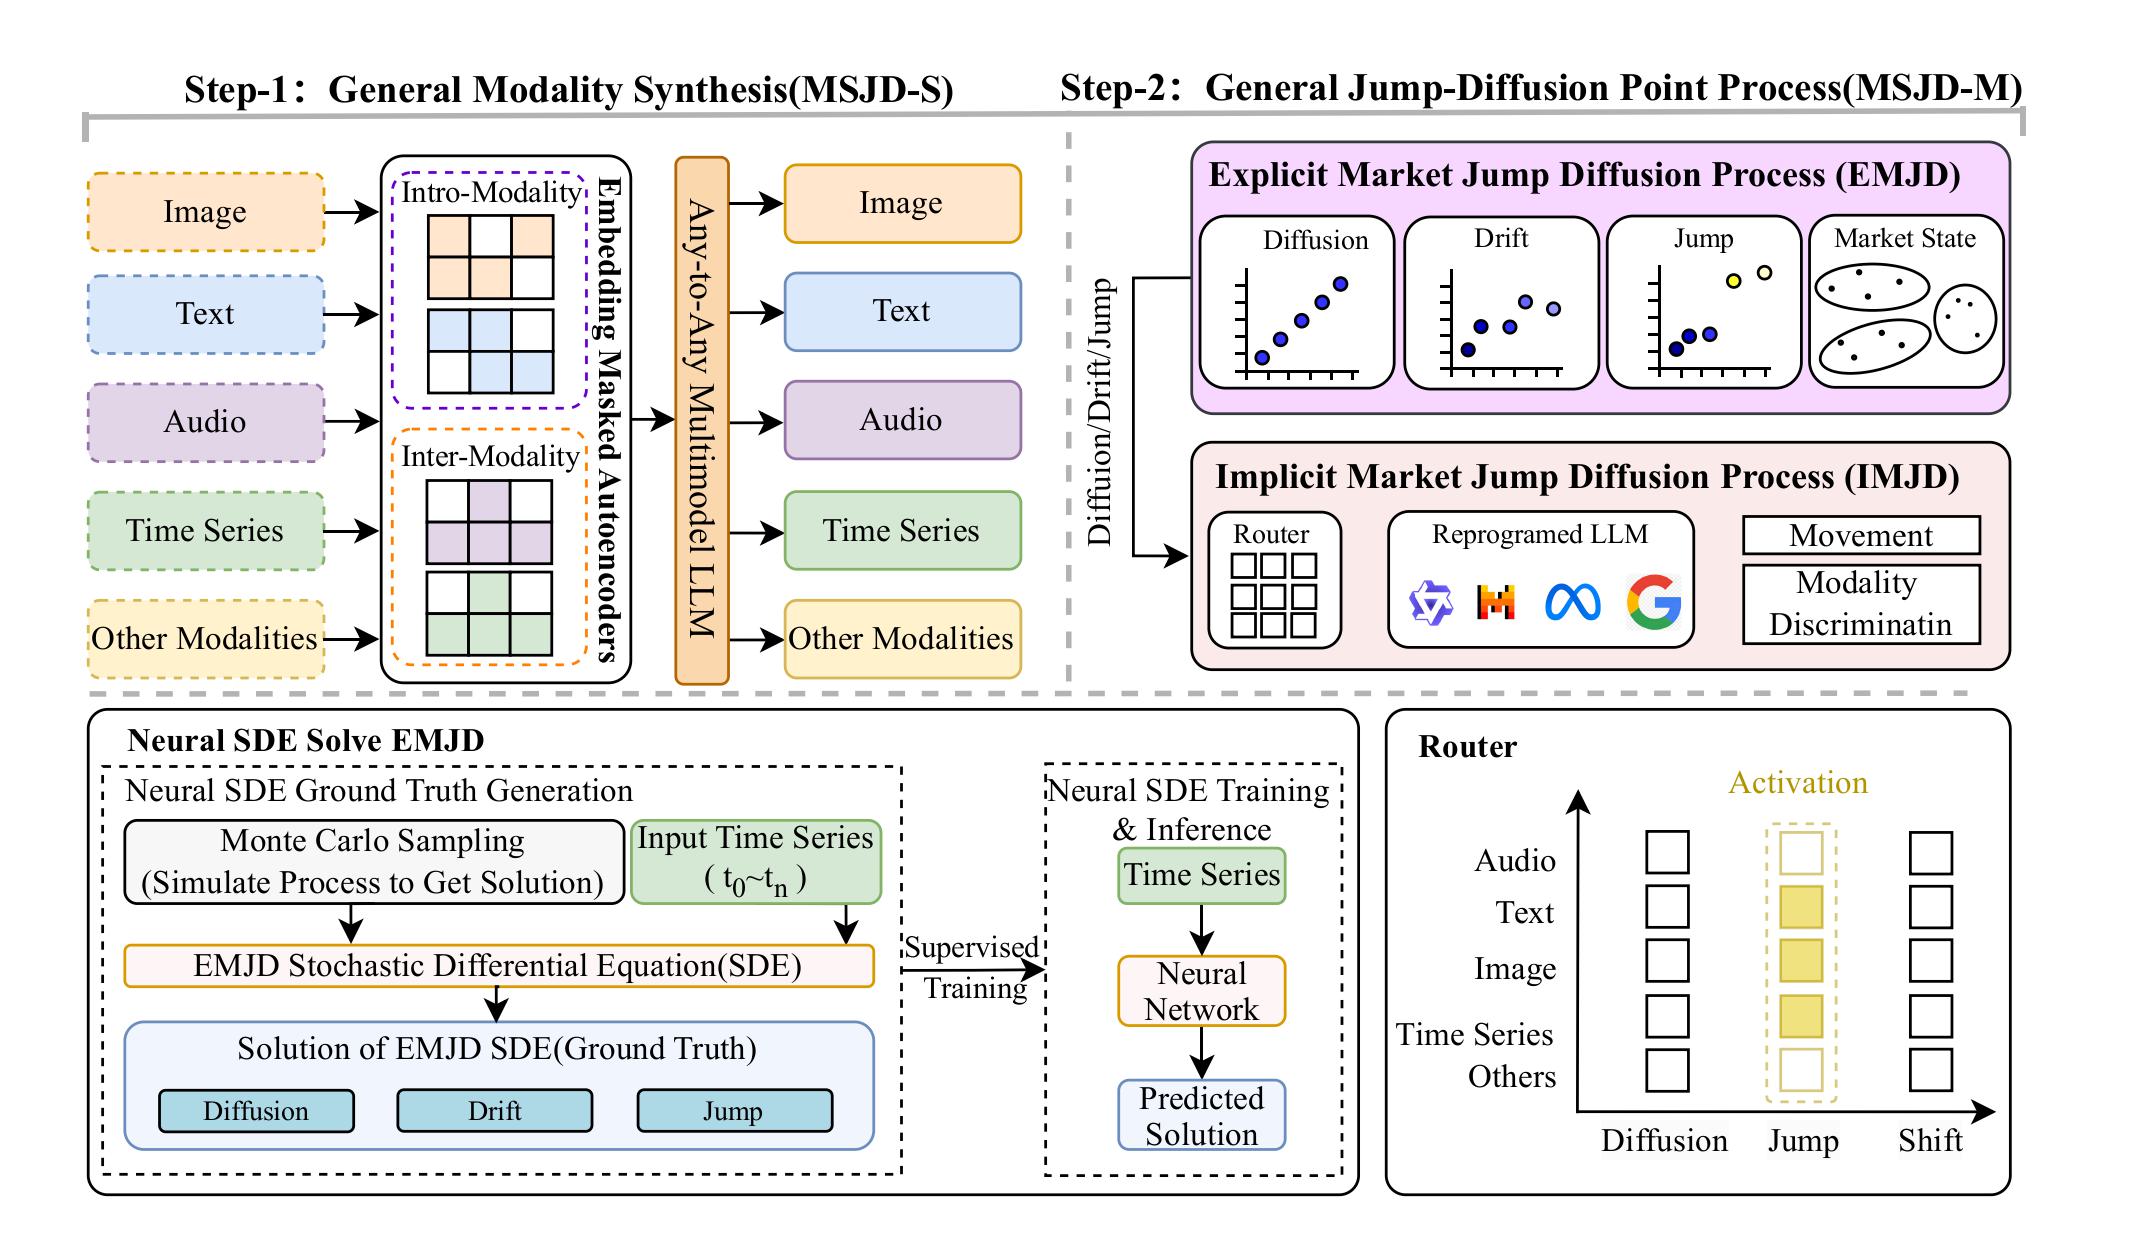 Step-1：General Modality Synthesis(MSJD-S)
Step-2：General Jump-Diffusion Point Process(MSJD-M)
Image
Text
Audio
Time Series
Other Modalities
Intro-Modality
Inter-Modality
Embedding Masked Autoencoders
Any-to-Any Multimodel LLM
Image
Text
Audio
Time Series
Other Modalities
Diffuion/Drift/Jump
Explicit Market Jump Diffusion Process (EMJD)
Diffusion
Drift
Jump
Market State
Implicit Market Jump Diffusion Process (IMJD)
Router
Reprogramed LLM
Movement
Modality
Discriminatin
Neural SDE Solve EMJD
Neural SDE Ground Truth Generation
Monte Carlo Sampling
(Simulate Process to Get Solution)
Input Time Series
( t0~tn )
EMJD Stochastic Differential Equation(SDE)
Solution of EMJD SDE(Ground Truth)
Diffusion
Drift
Jump
Supervised
Training
Neural SDE Training
& Inference
Time Series
Neural
Network
Predicted
Solution
Router
Activation
Audio
Text
Image
Time Series
Others
Diffusion
Jump
Shift